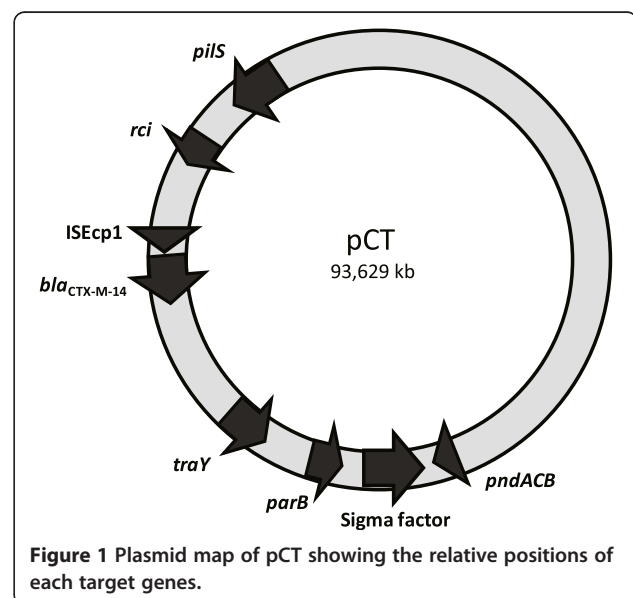 pilS
rci
ISEcp1
blaCTX-M-14
pCT
93,629 kb
traY
parB
Sigma factor
pndACB
Figure 1 Plasmid map of pCT showing the relative positions of
each target genes.